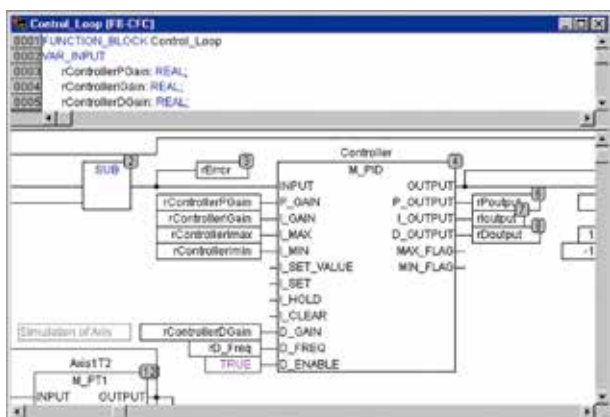 Control_Loop (FB-CFC)
0001 FUNCTION_BLOCK Control_Loop
0002 VAR_INPUT
0003 rControllerPGain: REAL;
0004 rControllerIGain: REAL;
0005 rControllerDGain: REAL;
SUB 2
rError 3
Controller
M_PID 4
INPUT OUTPUT
rControllerPGain P_GAIN P_OUTPUT rPoutput 6
rControllerIGain I_GAIN I_OUTPUT rIoutput 7
rControllerImax I_MAX D_OUTPUT rDoutput 8
rControllerImin I_MIN MAX_FLAG
I_SET_VALUE MIN_FLAG
I_SET
I_HOLD
I_CLEAR
Simulation of Axis
rControllerDGain D_GAIN
rD_Freq D_FREQ
TRUE D_ENABLE
Axis1T2
M_PT1 12
INPUT OUTPUT
1
-1